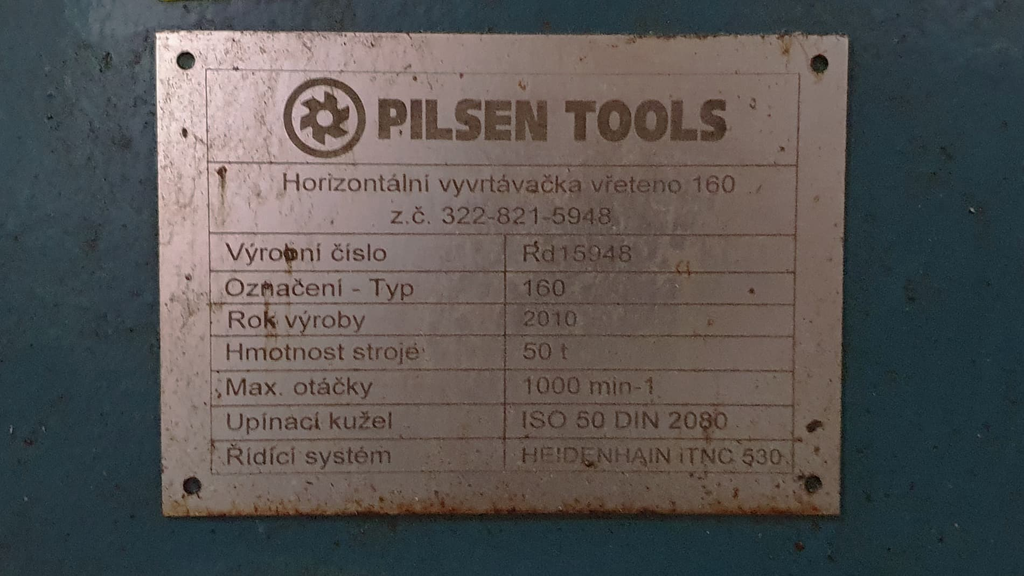 PILSEN TOOLS
Horizontální vyvrtávačka vřeteno 160
z.č. 322-821-5948
Výrobní číslo Rd15948
Označení - Typ 160
Rok výroby 2010
Hmotnost stroje 50 t
Max. otáčky 1000 min-1
Upínací kužel ISO 50 DIN 2080
Řídící systém HEIDENHAIN iTNC 530